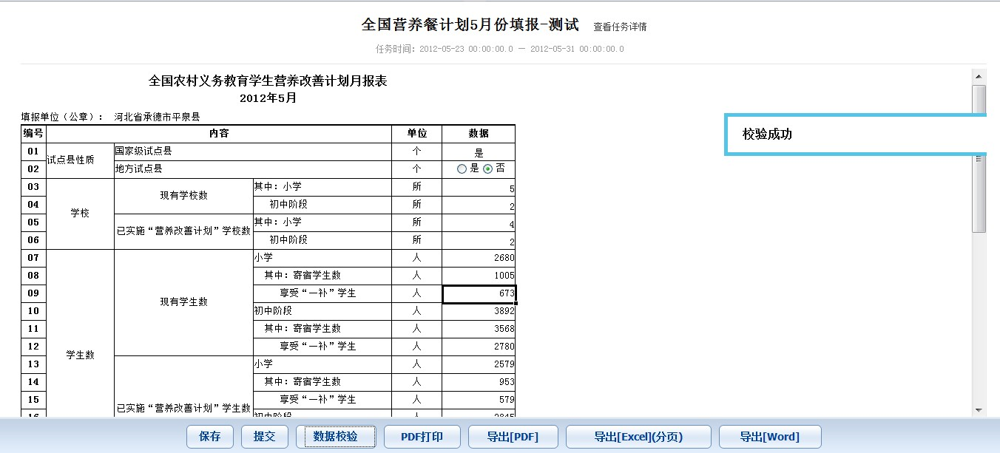 全国营养餐计划5月份填报-测试 查看任务详情
任务时间: 2012-05-23 00:00:00.0 一 2012-05-31 00:00:00.0
全国农村义务教育学生营养改善计划月报表
2012年5月
填报单位（公章）： 河北省承德市平泉县
编号 内容 单位 数据
校验成功
01 试点县性质 国家级试点县 个 是
02 地方试点县 个 是 否
03 学校 现有学校数 其中：小学 所 5
04 初中阶段 所 2
05 已实施“营养改善计划”学校数 其中：小学 所 4
06 初中阶段 所 2
07 学生数 现有学生数 小学 人 2680
08 其中：寄宿学生数 人 1005
09 享受“一补”学生 人 673
10 初中阶段 人 3892
11 其中：寄宿学生数 人 3568
12 享受“一补”学生 人 2780
13 已实施“营养改善计划”学生数 小学 人 2579
14 其中：寄宿学生数 人 953
15 享受“一补”学生 人 579
16 初中阶段 人
保存 提交 数据校验 PDF打印 导出[PDF] 导出[Excel](分页) 导出[Word]